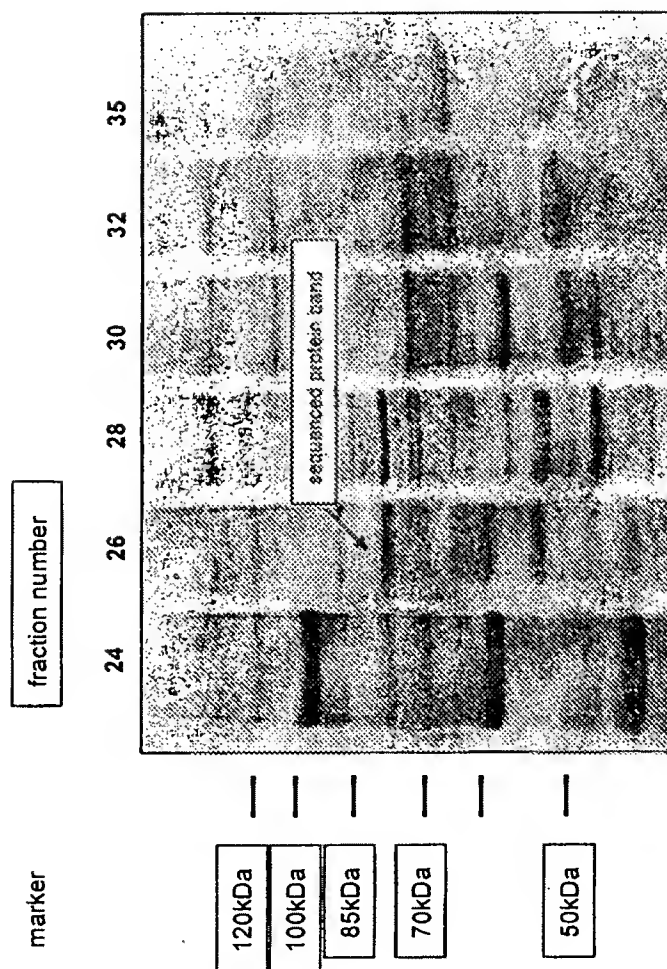 fraction number
24 26 28 30 32 35
marker
120kDa
100kDa
85kDa
70kDa
50kDa
sequenced protein band